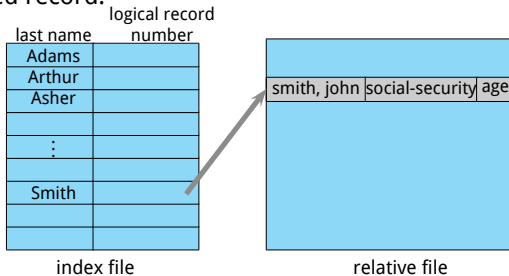 ed record.
logical record
last name number
Adams
Arthur
Asher
⋮
Smith
index file
smith, john social-security age
relative file